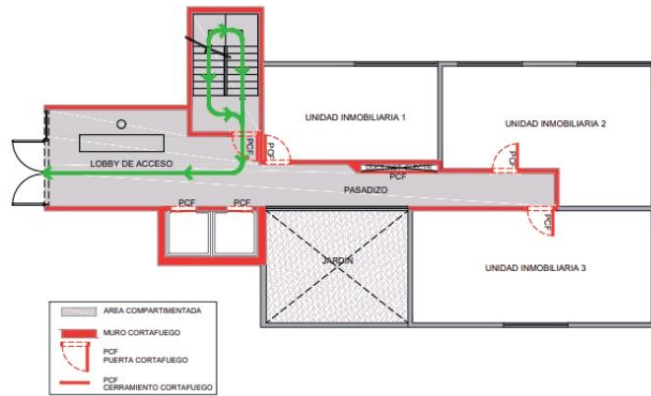 PCF
PCF
UNIDAD INMOBILIARIA 1
UNIDAD INMOBILIARIA 2
PCF
LOBBY DE ACCESO
PCF
PASADIZO
PCF
PCF
PCF
JARDIN
UNIDAD INMOBILIARIA 3
AREA COMPARTIMENTADA
MURO CORTAFUEGO
PCF
PUERTA CORTAFUEGO
PCF
CERRAMIENTO CORTAFUEGO